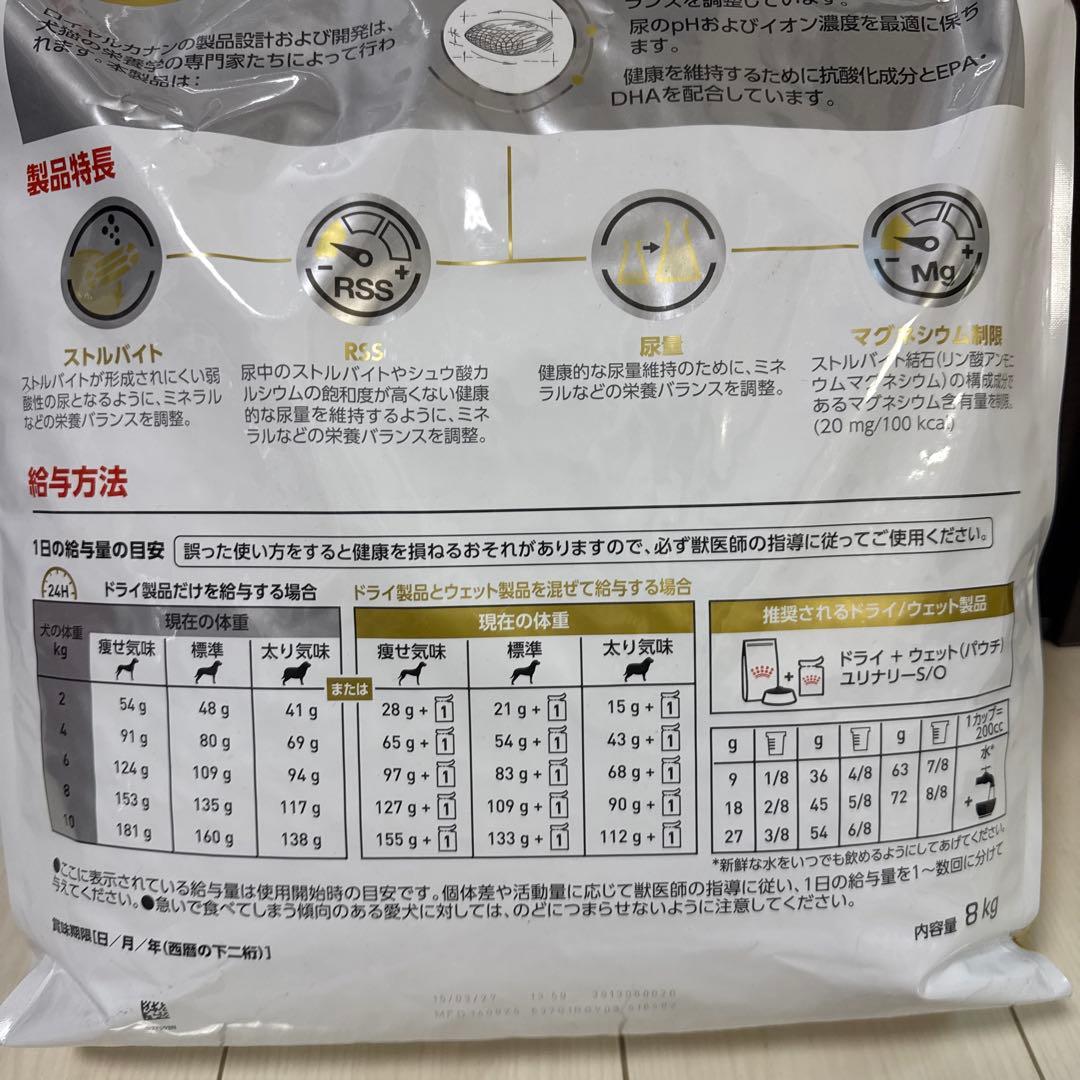 ロイヤルカナンの製品設計および開発は、
犬猫の栄養学の専門家たちによって行わ
れます。本製品は:
ランスを調整しています。
尿のpHおよびイオン濃度を最適に保ち
ます。
健康を維持するために抗酸化成分とEPA・
DHAを配合しています。
製品特長
RSS
- +
Mg
- +
ストルバイト
ストルバイトが形成されにくい弱
酸性の尿となるように、ミネラル
などの栄養バランスを調整。
RSS
尿中のストルバイトやシュウ酸カ
ルシウムの飽和度が高くない健康
的な尿量を維持するように、ミネ
ラルなどの栄養バランスを調整。
尿量
健康的な尿量維持のために、ミネ
ラルなどの栄養バランスを調整。
マグネシウム制限
ストルバイト結石(リン酸アンモニ
ウムマグネシウム)の構成成分で
あるマグネシウム含有量を制限。
(20 mg/100 kcal)
給与方法
1日の給与量の目安
誤った使い方をすると健康を損ねるおそれがありますので、必ず獣医師の指導に従ってご使用ください。
24H
ドライ製品だけを給与する場合
犬の体重
kg
現在の体重
痩せ気味 標準 太り気味
2 54 g 48 g 41 g
4 91 g 80 g 69 g
6 124 g 109 g 94 g
8 153 g 135 g 117 g
10 181 g 160 g 138 g
または
ドライ製品とウェット製品を混ぜて給与する場合
現在の体重
痩せ気味 標準 太り気味
28 g + 1 21 g + 1 15 g + 1
65 g + 1 54 g + 1 43 g + 1
97 g + 1 83 g + 1 68 g + 1
127 g + 1 109 g + 1 90 g + 1
155 g + 1 133 g + 1 112 g + 1
推奨されるドライ/ウェット製品
+
ドライ + ウェット(パウチ)
ユリナリーS/O
g g g 1カップ=
200cc
9 1/8 36 4/8 63 7/8
18 2/8 45 5/8 72 8/8
27 3/8 54 6/8
水*
+
*新鮮な水をいつでも飲めるようにしてあげてください。
●ここに表示されている給与量は使用開始時の目安です。個体差や活動量に応じて獣医師の指導に従い、1日の給与量を1〜数回に分けて
与えてください。●急いで食べてしまう傾向のある愛犬に対しては、のどにつまらせないように注意してください。
賞味期限[日/月/年(西暦の下二桁)]
内容量 8 kg